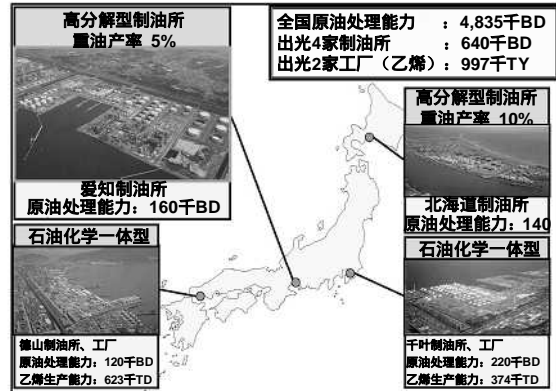 高分解型制油所
重油产率 5%
爱知制油所
原油处理能力：160千BD
全国原油处理能力 ：4,835千BD
出光4家制油所 ：640千BD
出光2家工厂（乙烯）：997千TY
高分解型制油所
重油产率 10%
北海道制油所
原油处理能力：140
石油化学一体型
德山制油所、工厂
原油处理能力：120千BD
乙烯生产能力：623千TD
石油化学一体型
千叶制油所、工厂
原油处理能力：220千BD
乙烯生产能力：374千TD